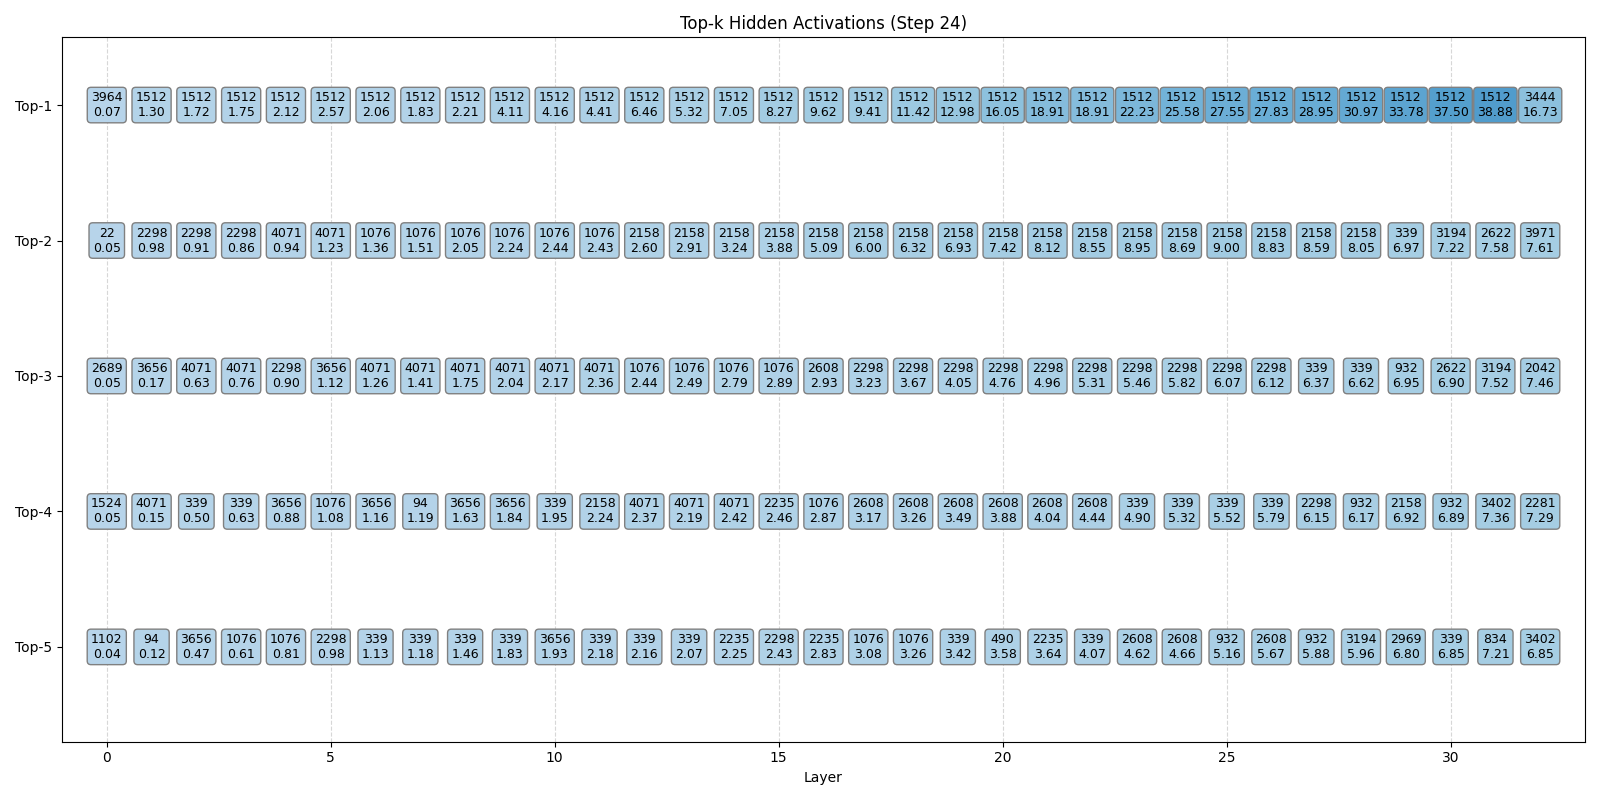 Top-k Hidden Activations (Step 24)
Top-1
3964 1512 1512 1512 1512 1512 1512 1512 1512 1512 1512 1512 1512 1512 1512 1512 1512 1512 1512 1512 1512 1512 1512 1512 1512 1512 1512 1512 1512 1512 1512 1512 3444
0.07 1.30 1.72 1.75 2.12 2.57 2.06 1.83 2.21 4.11 4.16 4.41 6.46 5.32 7.05 8.27 9.62 9.41 11.42 12.98 16.05 18.91 18.91 22.23 25.58 27.55 27.83 28.95 30.97 33.78 37.50 38.88 16.73
Top-2
22 2298 2298 2298 4071 4071 1076 1076 1076 1076 1076 1076 2158 2158 2158 2158 2158 2158 2158 2158 2158 2158 2158 2158 2158 2158 2158 2158 2158 339 3194 2622 3971
0.05 0.98 0.91 0.86 0.94 1.23 1.36 1.51 2.05 2.24 2.44 2.43 2.60 2.91 3.24 3.88 5.09 6.00 6.32 6.93 7.42 8.12 8.55 8.95 8.69 9.00 8.83 8.59 8.05 6.97 7.22 7.58 7.61
Top-3
2689 3656 4071 4071 2298 3656 4071 4071 4071 4071 4071 4071 1076 1076 1076 1076 2608 2298 2298 2298 2298 2298 2298 2298 2298 2298 2298 339 339 932 2622 3194 2042
0.05 0.17 0.63 0.76 0.90 1.12 1.26 1.41 1.75 2.04 2.17 2.36 2.44 2.49 2.79 2.89 2.93 3.23 3.67 4.05 4.76 4.96 5.31 5.46 5.82 6.07 6.12 6.37 6.62 6.95 6.90 7.52 7.46
Top-4
1524 4071 339 339 3656 1076 3656 94 3656 3656 339 2158 4071 4071 4071 2235 1076 2608 2608 2608 2608 2608 2608 339 339 339 339 2298 932 2158 932 3402 2281
0.05 0.15 0.50 0.63 0.88 1.08 1.16 1.19 1.63 1.84 1.95 2.24 2.37 2.19 2.42 2.46 2.87 3.17 3.26 3.49 3.88 4.04 4.44 4.90 5.32 5.52 5.79 6.15 6.17 6.92 6.89 7.36 7.29
Top-5
1102 94 3656 1076 1076 2298 339 339 339 339 3656 339 339 339 2235 2298 2235 1076 1076 339 490 2235 339 2608 2608 932 2608 932 3194 2969 339 834 3402
0.04 0.12 0.47 0.61 0.81 0.98 1.13 1.18 1.46 1.83 1.93 2.18 2.16 2.07 2.25 2.43 2.83 3.08 3.26 3.42 3.58 3.64 4.07 4.62 4.66 5.16 5.67 5.88 5.96 6.80 6.85 7.21 6.85
0 5 10 15 20 25 30
Layer